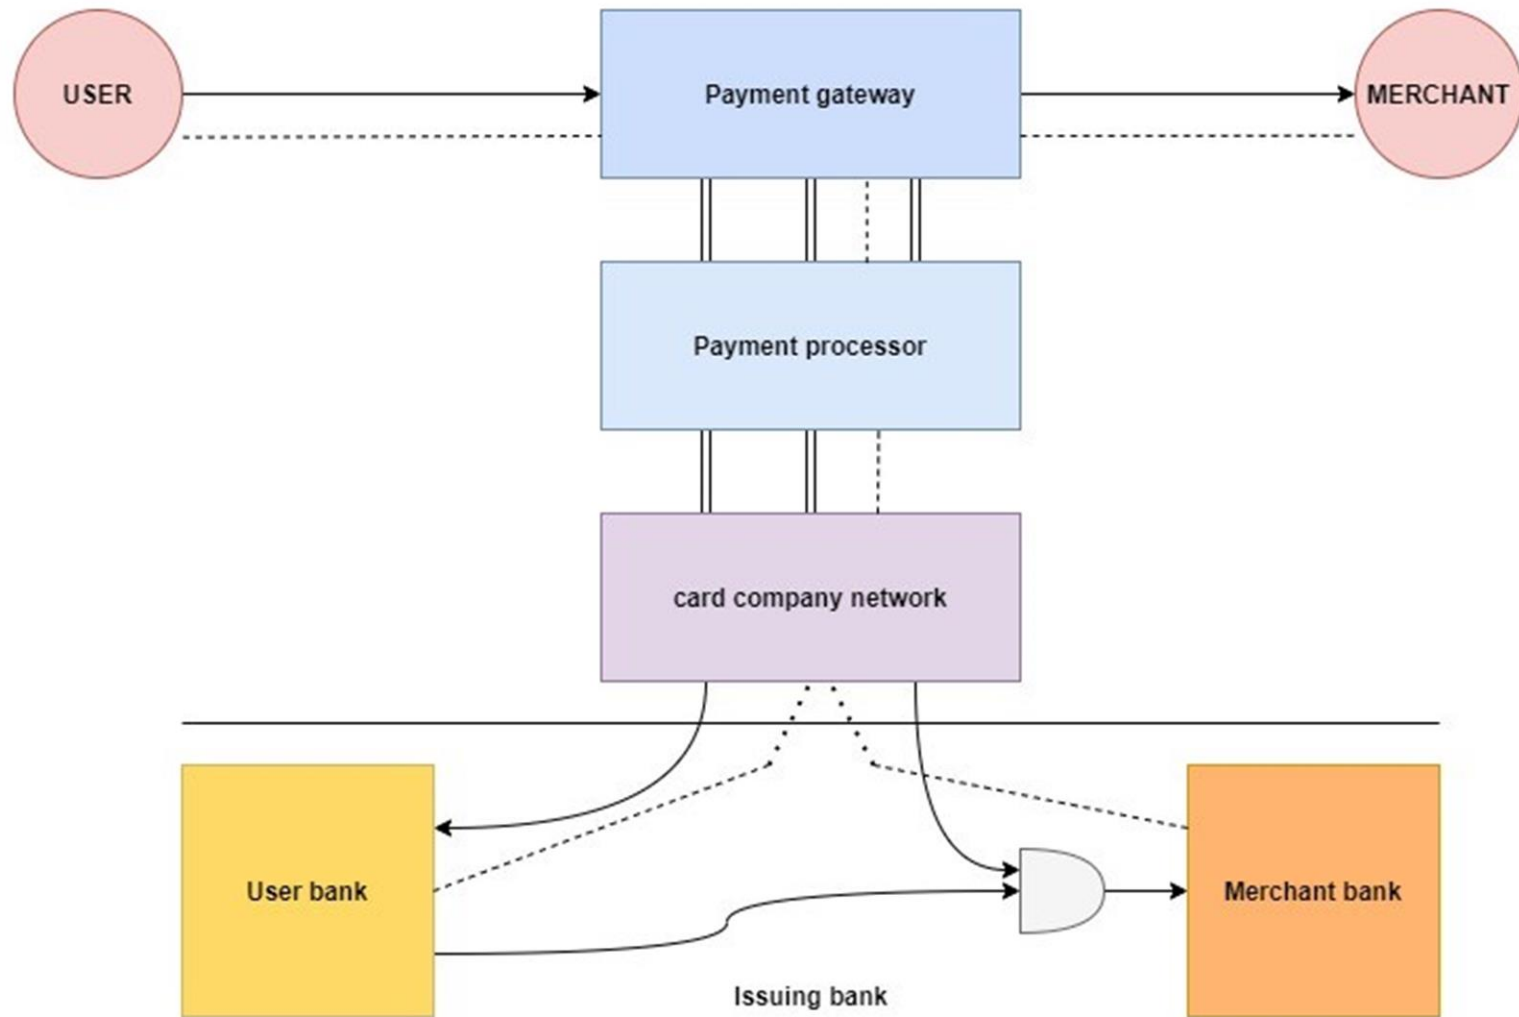 USER
Payment gateway
MERCHANT
Payment processor
card company network
User bank
Merchant bank
Issuing bank